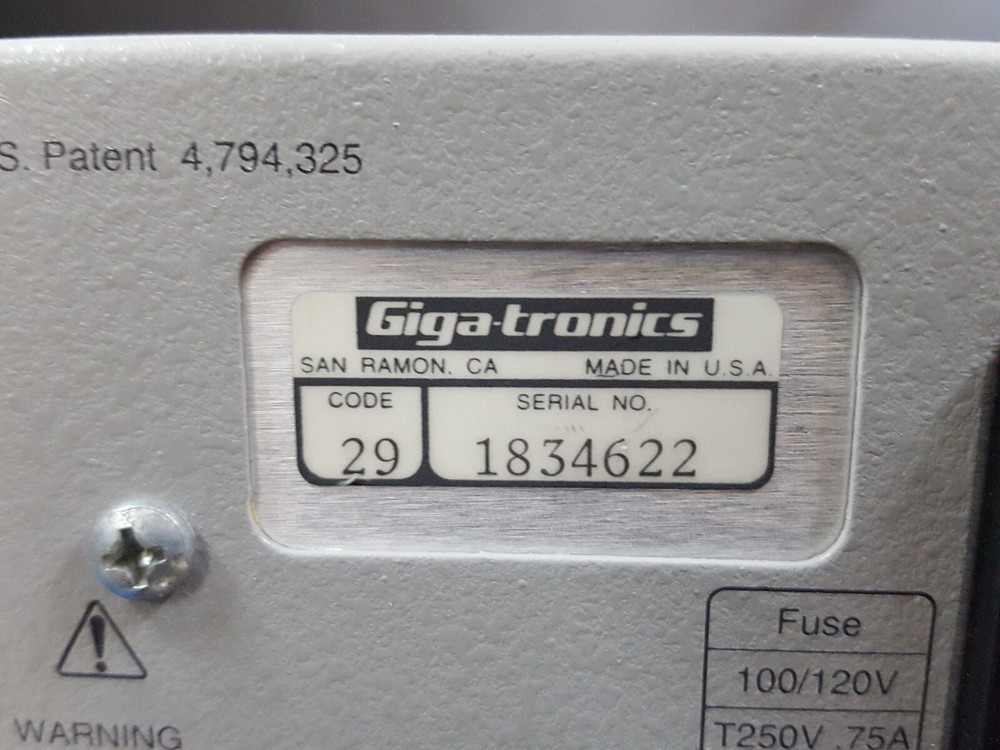 S. Patent 4,794,325
Giga-tronics
SAN RAMON, CA MADE IN U.S.A.
CODE SERIAL NO.
29 1834622
Fuse
100/120V
WARNING
T250V .75A